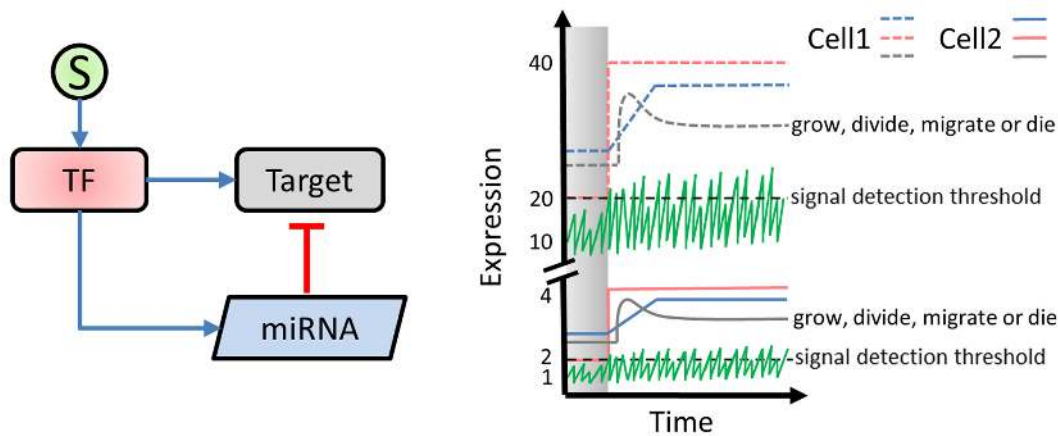 S
TF
Target
miRNA
Cell1
Cell2
Expression
40
grow, divide, migrate or die
20
signal detection threshold
10
4
grow, divide, migrate or die
2
signal detection threshold
1
Time